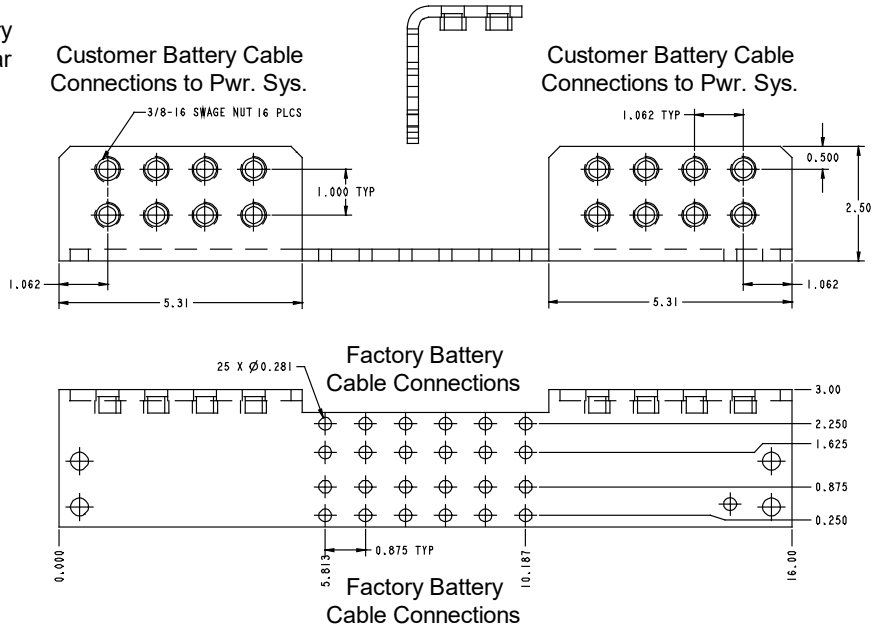 Customer Battery Cable
Connections to Pwr. Sys.
Customer Battery Cable
Connections to Pwr. Sys.
3/8-16 SWAGE NUT 16 PLCS
1.062 TYP
0.500
1.000 TYP
2.50
1.062
5.31
5.31
1.062
Factory Battery
Cable Connections
25 X Ø0.281
3.00
2.250
1.625
0.875
0.250
0.875 TYP
0.000
5.813
10.187
16.00
Factory Battery
Cable Connections